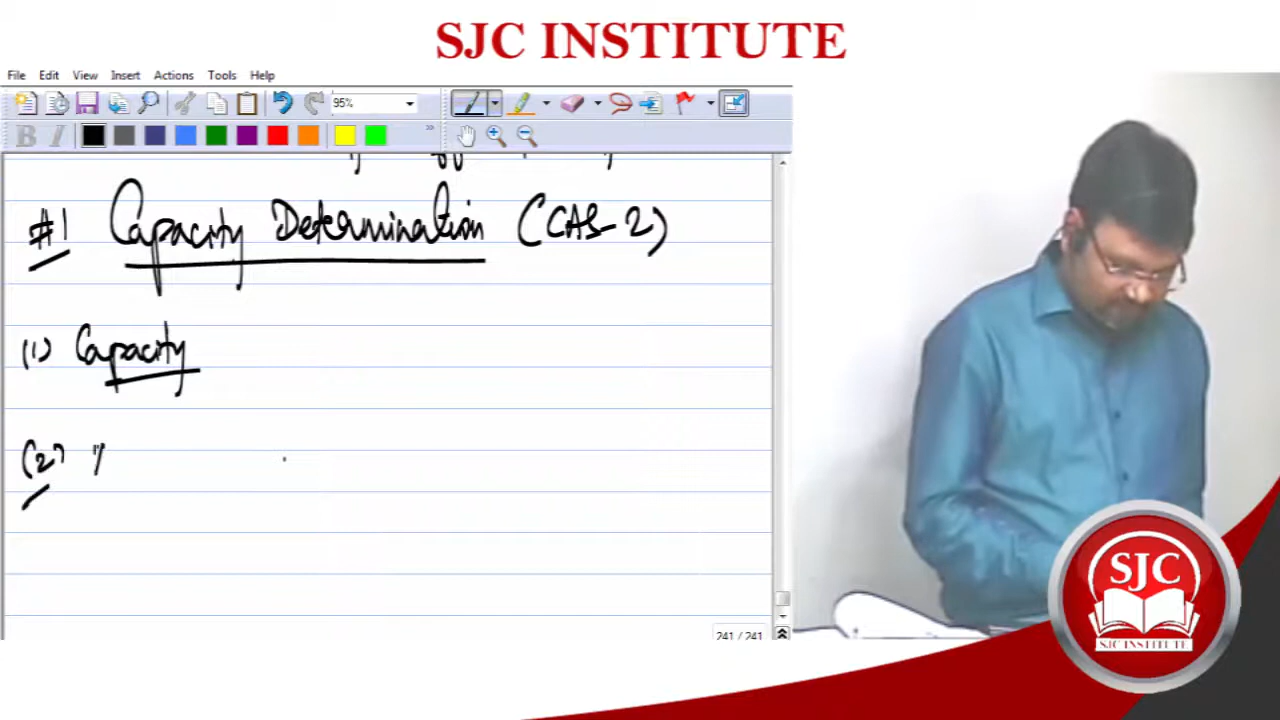 SJC INSTITUTE
File Edit View Insert Actions Tools Help
95%
B I
#1 Capacity Determination (CAS-2)
(1) Capacity
(2)
241 / 241
SJC
SJC INSTITUTE